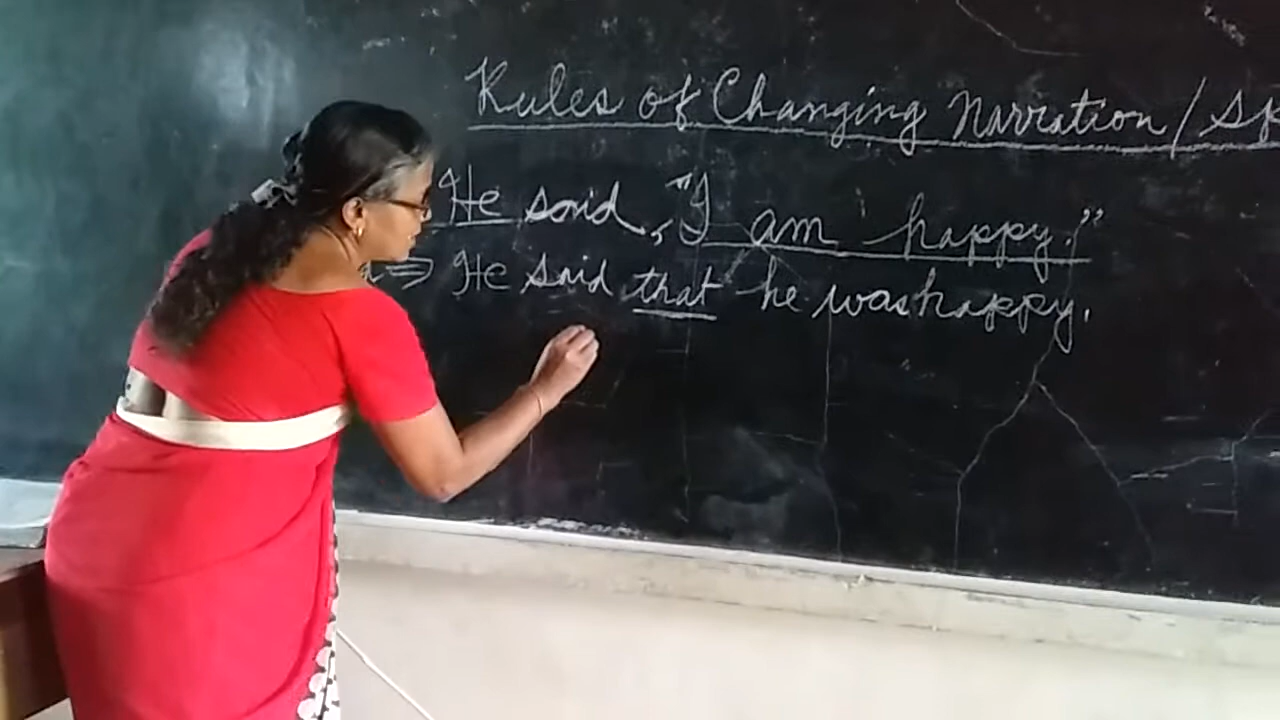 Rules of Changing Narration / Sp
He said, "I am happy."
⇒ He said that he was happy.